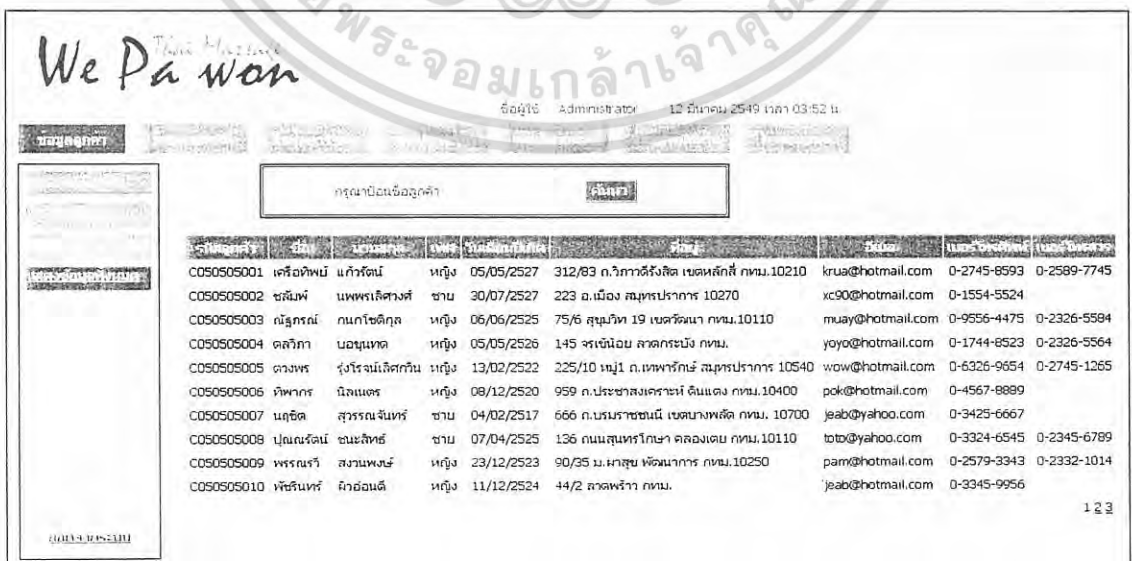 พระจอมเกล้าเจ้าคุณ
Thai Massage
We Pa won
ชื่อผู้ใช้ Administrator 12 มีนาคม 2549 เวลา 03:52 น.
ข้อมูลลูกค้า
กรุณาป้อนชื่อลูกค้า ค้นหา
รหัสลูกค้า ชื่อ นามสกุล เพศ วันเดือนปีเกิด ที่อยู่ อีเมล เบอร์โทรศัพท์
C050505001 เครือทิพย์ แก้วรัตน์ หญิง 05/05/2527 312/83 ถ.วิภาวดีรังสิต เขตหลักสี่ กทม.10210 krua@hotmail.com 0-2745-8593 0-2589-7745
C050505002 ชลัมพ์ นพพรเลิศวงศ์ ชาย 30/07/2527 223 อ.เมือง สมุทรปราการ 10270 xc90@hotmail.com 0-1554-5524
C050505003 ณัฐกรณ์ กนกโชติกุล หญิง 06/06/2525 75/6 สุขุมวิท 19 เขตวัฒนา กทม.10110 muay@hotmail.com 0-9556-4475 0-2326-5584
C050505004 ดลวิภา บอขุนทด หญิง 05/05/2526 145 จรเข้น้อย ลาดกระบัง กทม. yoyo@hotmail.com 0-1744-8523 0-2326-5564
C050505005 ดวงพร รุ่งโรจน์เลิศกวิน หญิง 13/02/2522 225/10 หมู่1 ถ.เทพารักษ์ สมุทรปราการ 10540 wow@hotmail.com 0-6326-9654 0-2745-1265
C050505006 ทิพากร นิลเนตร หญิง 08/12/2520 959 ถ.ประชาสงเคราะห์ ดินแดง กทม.10400 pok@hotmail.com 0-4567-8889
C050505007 นฤชิต สุวรรณจันทร์ ชาย 04/02/2517 666 ถ.บรมราชชนนี เขตบางพลัด กทม. 10700 jeab@yahoo.com 0-3425-6667
C050505008 ปุณณรัตน์ ชนะสิทธ์ ชาย 07/04/2525 136 ถนนสุนทรโกษา คลองเตย กทม.10110 toto@yahoo.com 0-3324-6545 0-2345-6789
C050505009 พรรณรวี สงวนพงษ์ หญิง 23/12/2523 90/35 ม.ผาสุข พัฒนาการ กทม.10250 pam@hotmail.com 0-2579-3343 0-2332-1014
C050505010 พัชรินทร์ ผิวอ่อนดี หญิง 11/12/2524 44/2 ลาดพร้าว กทม. jeab@hotmail.com 0-3345-9956
1 2 3
ออกจากระบบ